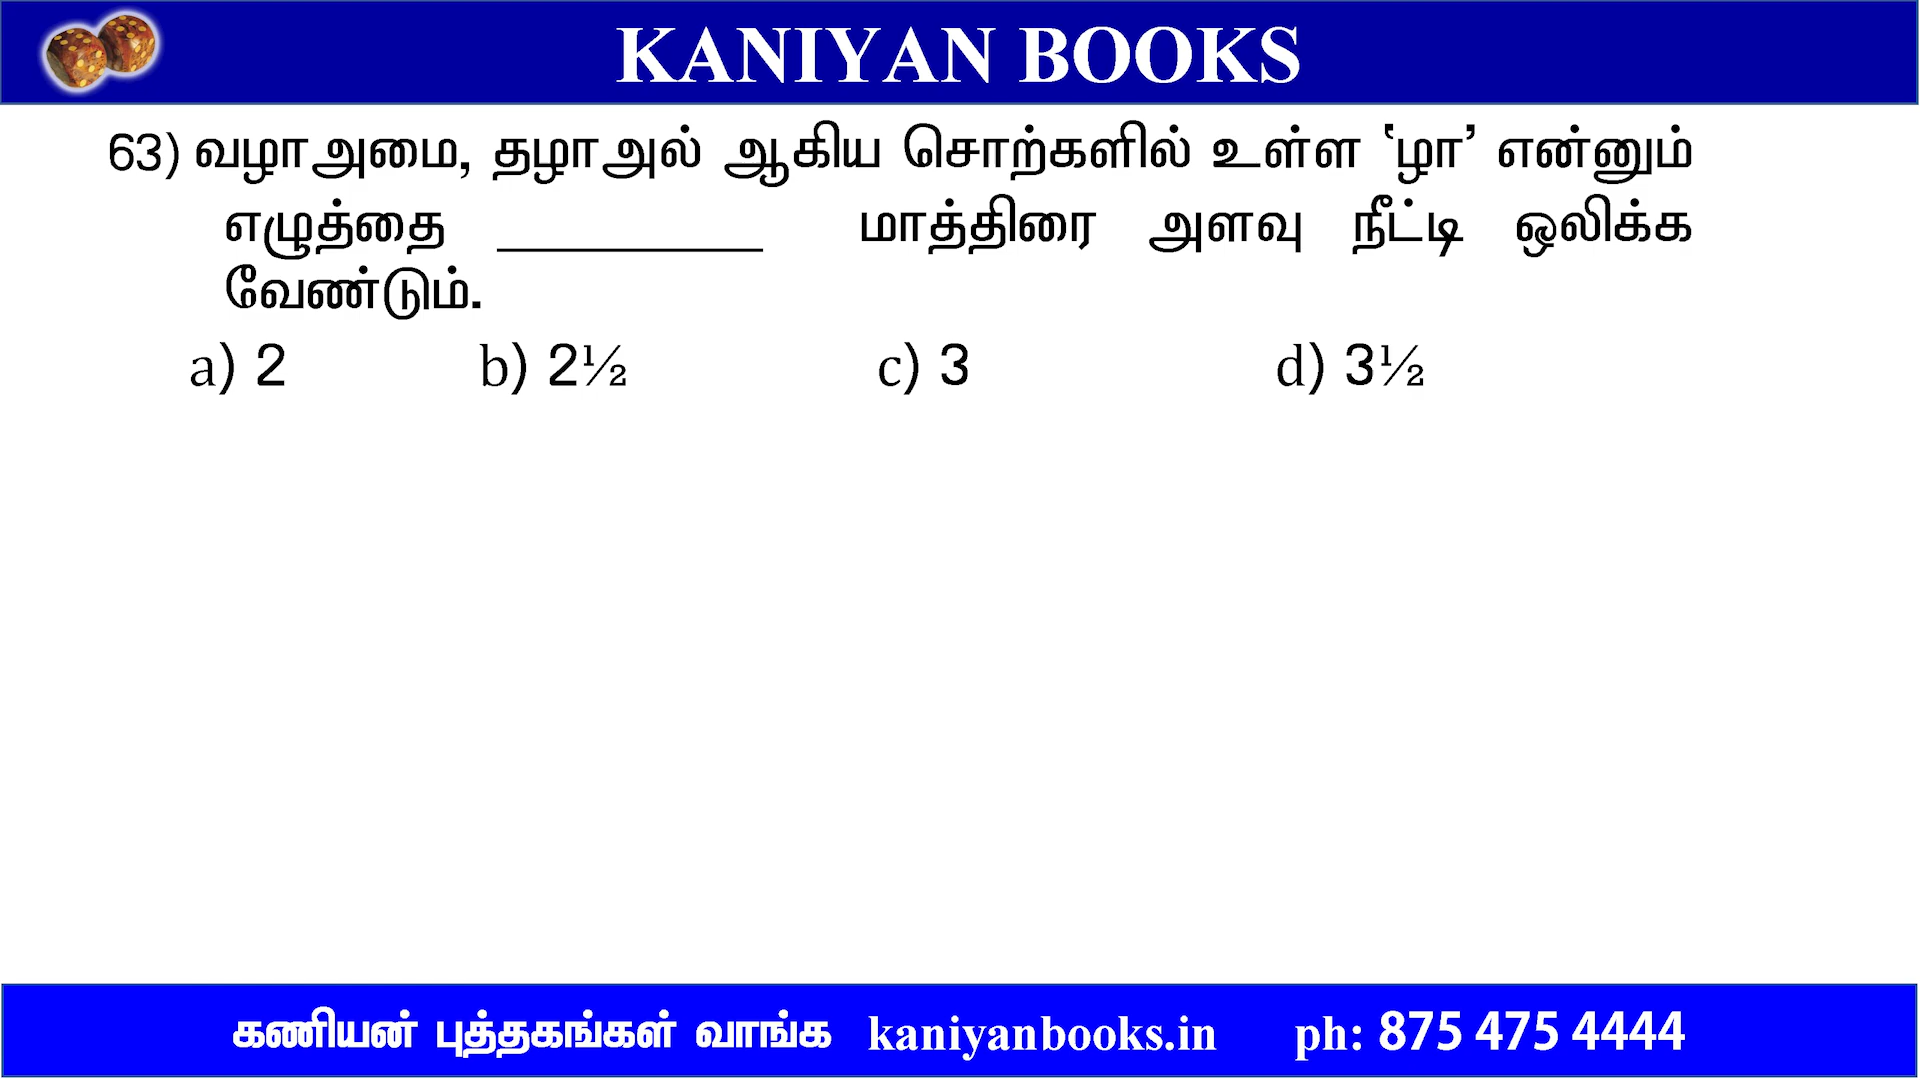 KANIYAN BOOKS
63) வழாஅமை, தழாஅல் ஆகிய சொற்களில் உள்ள ‛ழா’ என்னும்
எழுத்தை __________ மாத்திரை அளவு நீட்டி ஒலிக்க
வேண்டும்.
a) 2 b) 2½ c) 3 d) 3½
கணியன் புத்தகங்கள் வாங்க kaniyanbooks.in ph: 875 475 4444